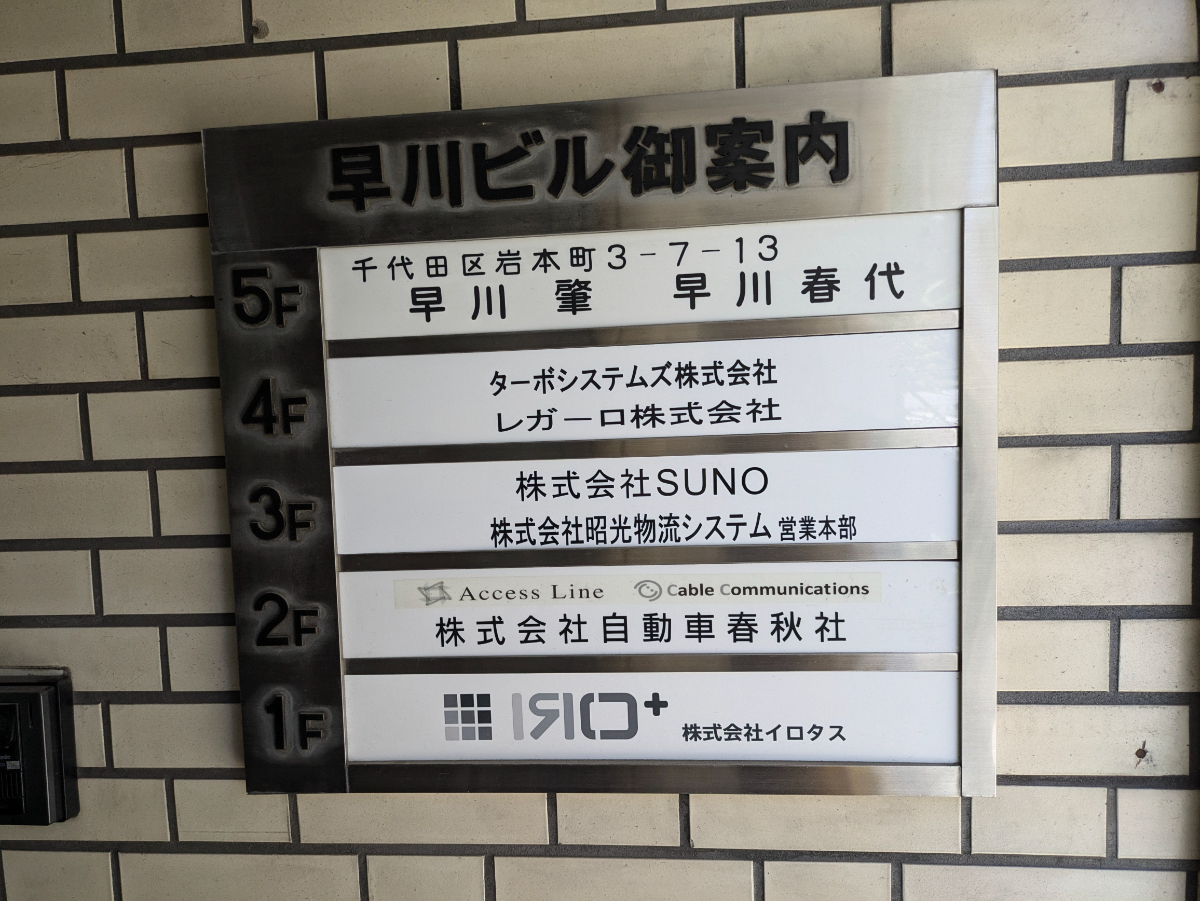 早川ビル御案内
5F
千代田区岩本町3-7-13
早川 肇 早川春代
4F
ターボシステムズ株式会社
レガーロ株式会社
3F
株式会社SUNO
株式会社昭光物流システム 営業本部
2F
Access Line Cable Communications
株式会社自動車春秋社
1F
IRO+ 株式会社イロタス